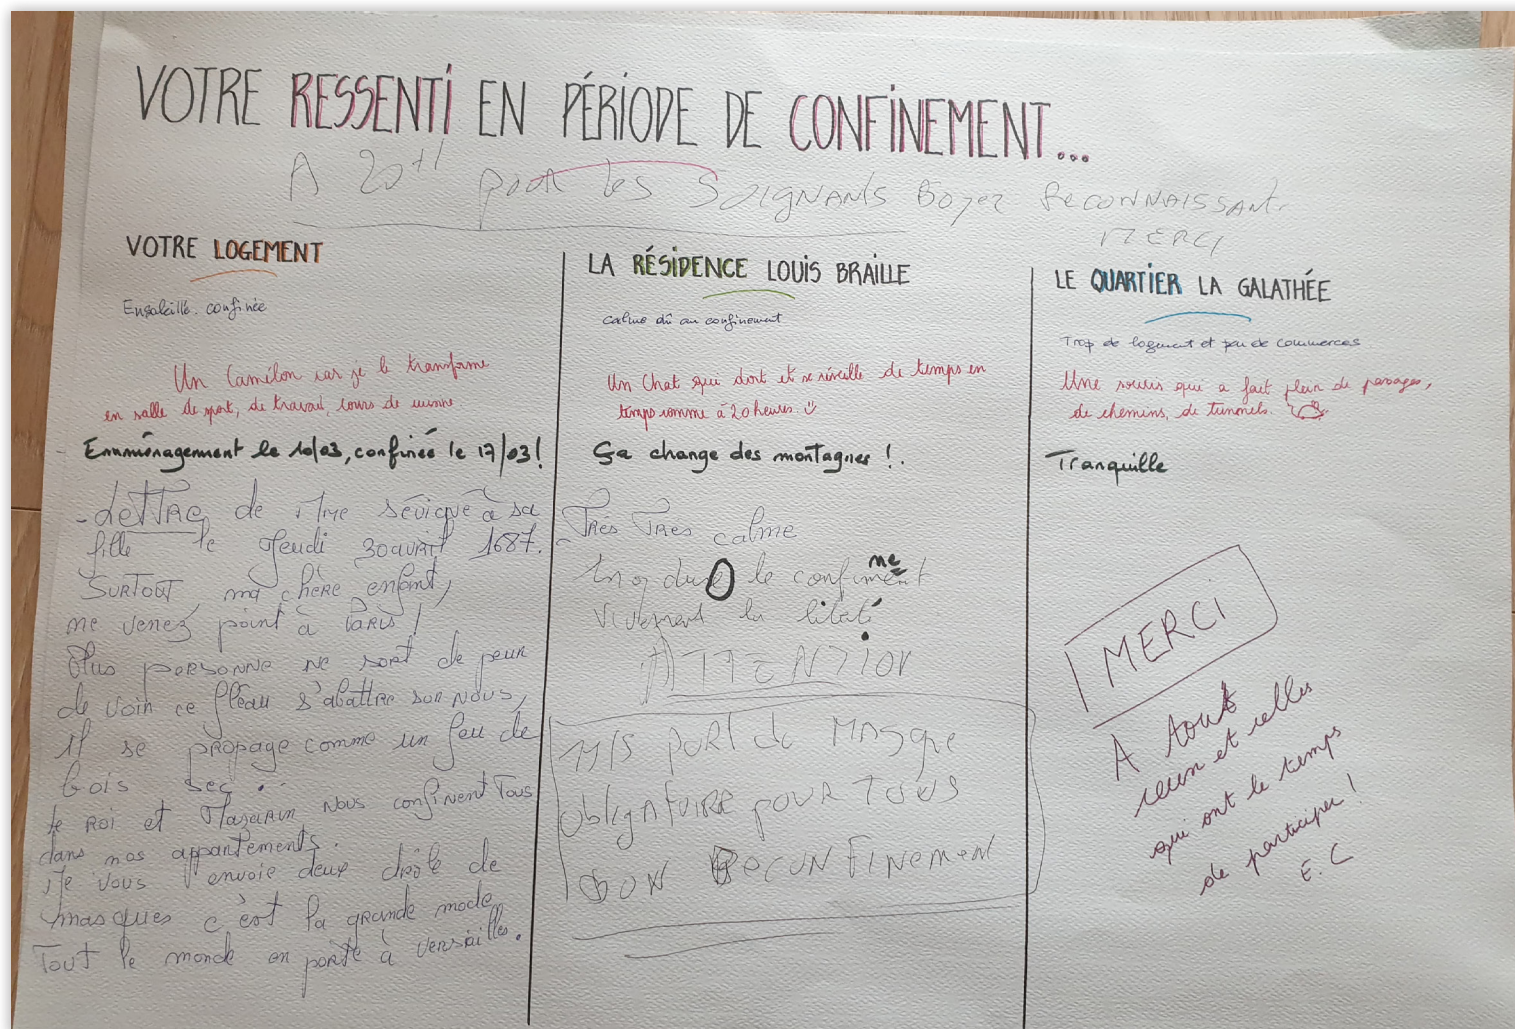 VOTRE RESSENTI EN PÉRIODE DE CONFINEMENT...
A 20H pour les SOIGNANTS Soyez Reconnaissant.
MERCI
VOTRE LOGEMENT
Ensoleillé. confinée
Un Caméléon car je le transforme
en salle de sport, de travail, cours de cuisine
Emménagement le 10/03, confinée le 17/03!
- LETTRE de Mme Sévigné à sa
fille le Jeudi 30 avril 1687.
SURTOUT, ma chère enfant,
ne venez point à PARIS!
Plus personne ne sort de peur
de voir ce fléau s'abattre sur nous,
il se propage comme un feu de
bois sec.
Le Roi et Mazarin nous confinent tous
dans nos appartements.
Je vous envoie deux drôle de
masques c'est la grande mode
Tout le monde en porte à versailles.
LA RÉSIDENCE LOUIS BRAILLE
calme dû au confinement
Un Chat qui dort et se réveille de temps en
temps comme à 20 heures. ☺
Ça change des montagnes !.
Très Très calme
le confinment
me
vivement la
ATTENTION
11/5 PORT du MASque
ObligAtoiRE pour TOUS
BON DECONFINEMENT
LE QUARTIER LA GALATHÉE
Trop de logement et peu de commerces
Une souris qui a fait plein de passages,
de chemins, de tunnels.
Tranquille
MERCI
A tout
ceux et celles
qui ont le temps
de participer !
E.C